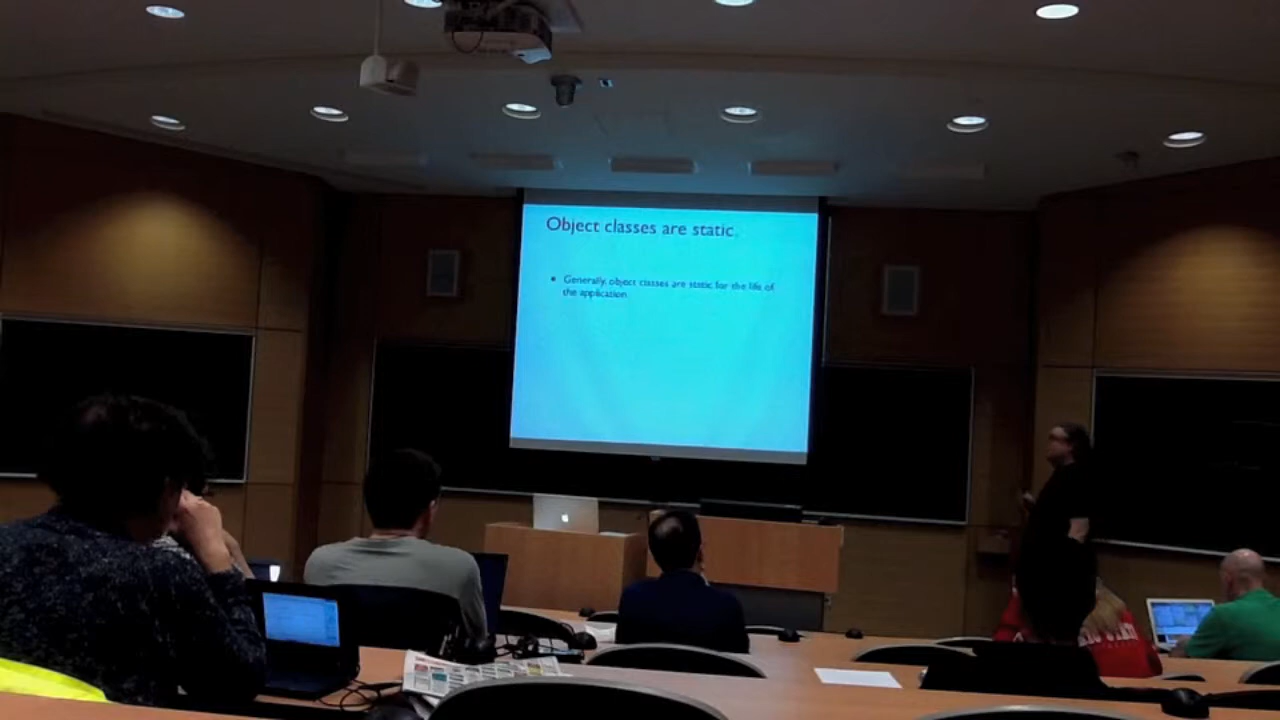 Object classes are static
Generally, object classes are static for the life of
the application.